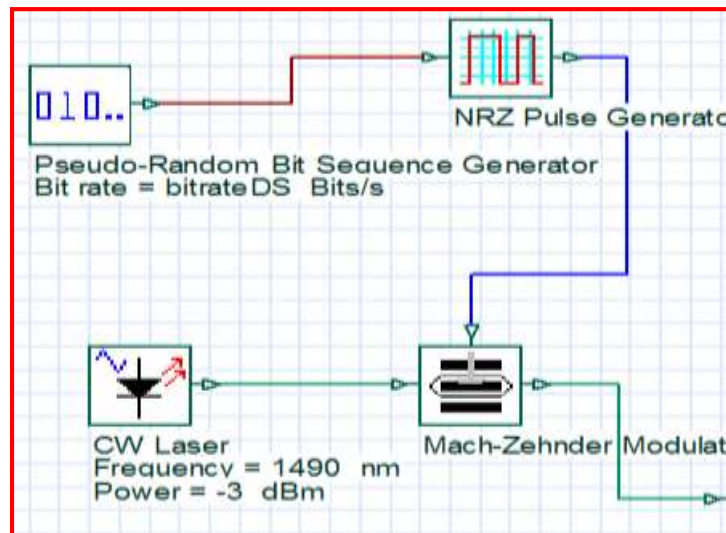 010..
NRZ Pulse Generato
Pseudo-Random Bit Sequence Generator
Bit rate = bitrateDS Bits/s
CW Laser
Frequency = 1490 nm
Power = -3 dBm
Mach-Zehnder Modulat